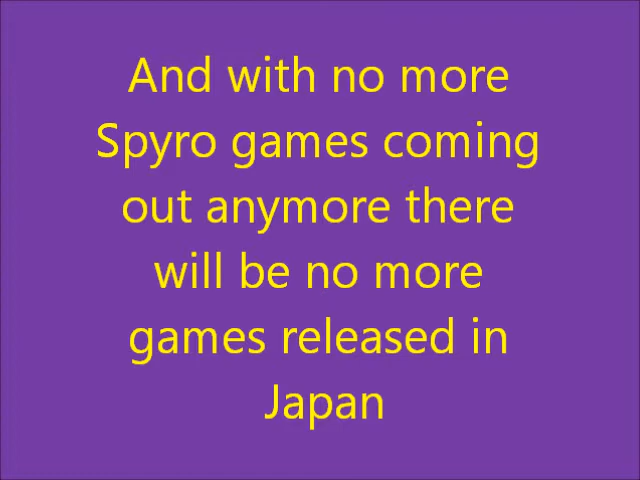 And with no more
Spyro games coming
out anymore there
will be no more
games released in
Japan